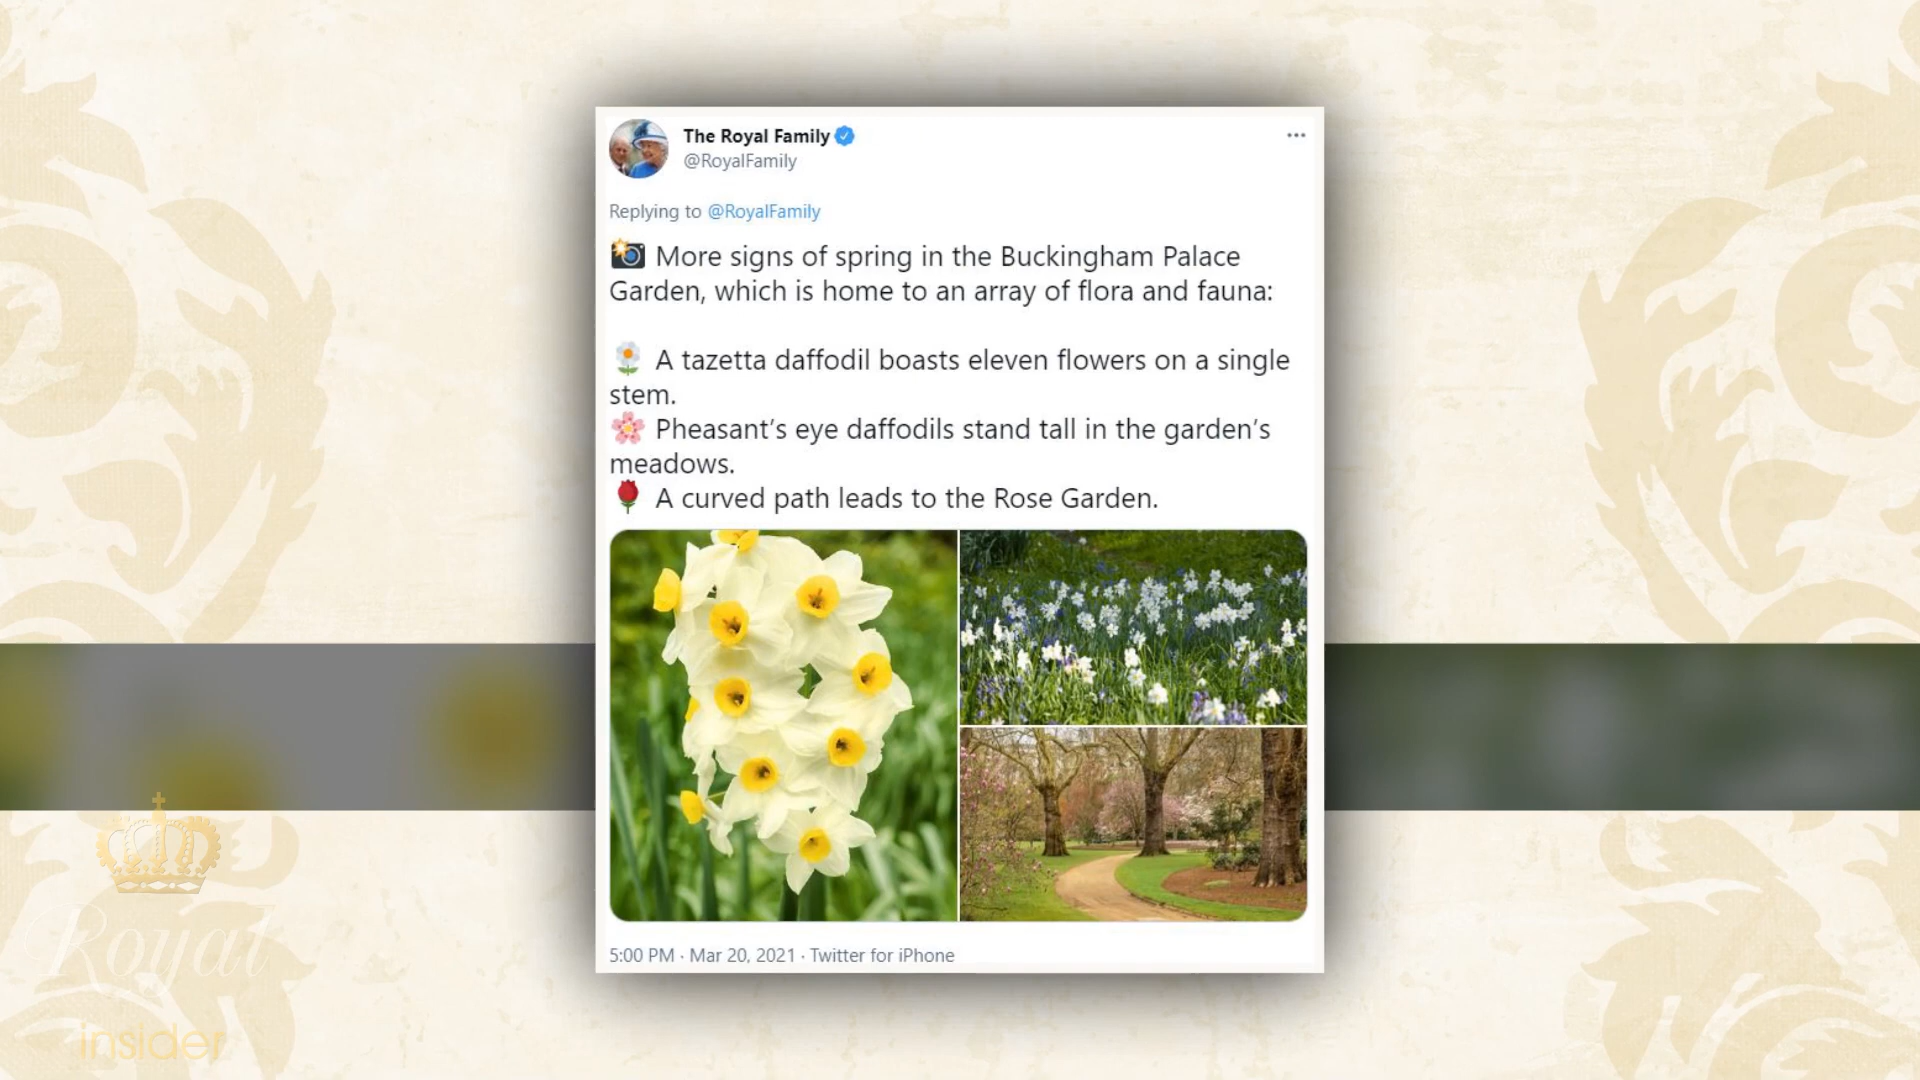 The Royal Family
@RoyalFamily
Replying to @RoyalFamily
More signs of spring in the Buckingham Palace
Garden, which is home to an array of flora and fauna:
A tazetta daffodil boasts eleven flowers on a single
stem.
Pheasant’s eye daffodils stand tall in the garden’s
meadows.
A curved path leads to the Rose Garden.
5:00 PM · Mar 20, 2021 · Twitter for iPhone
Royal
insider